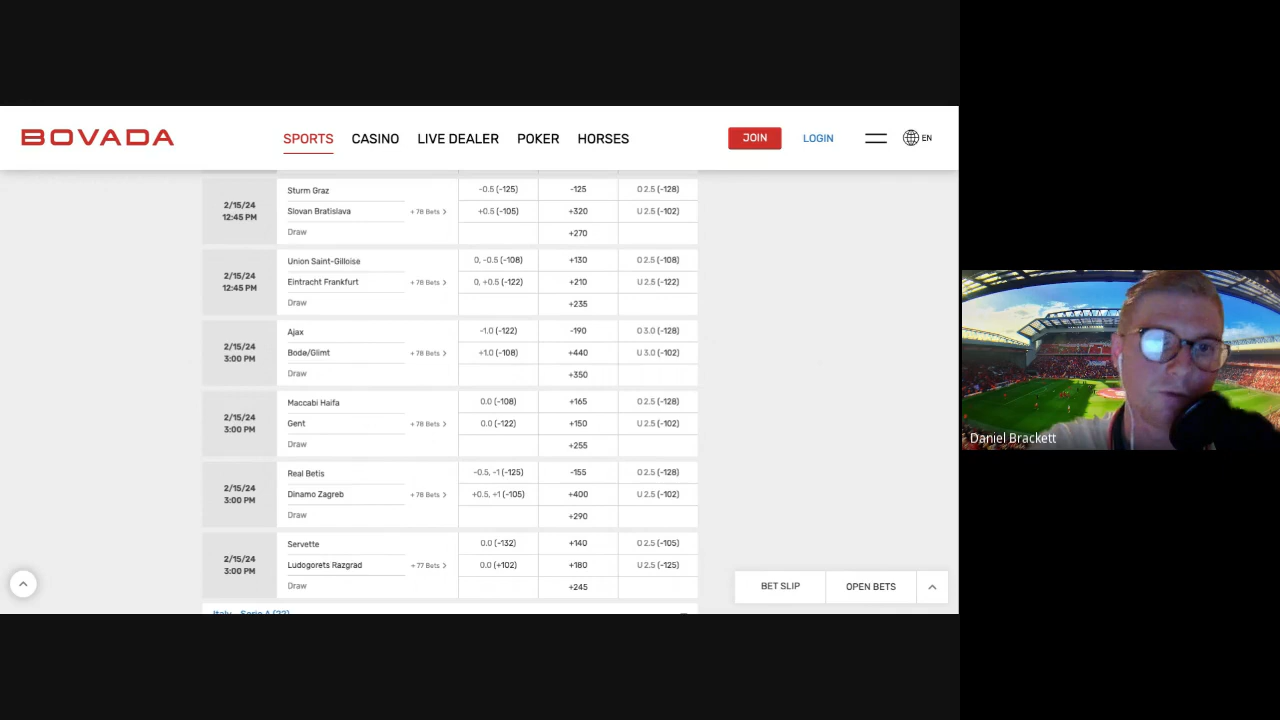 BOVADA
SPORTS CASINO LIVE DEALER POKER HORSES
JOIN LOGIN EN
2/15/24 12:45 PM
Sturm Graz -0.5 (-125) -125 O 2.5 (-128)
Slovan Bratislava + 78 Bets +0.5 (-105) +320 U 2.5 (-102)
Draw +270
2/15/24 12:45 PM
Union Saint-Gilloise 0, -0.5 (-108) +130 O 2.5 (-108)
Eintracht Frankfurt + 78 Bets 0, +0.5 (-122) +210 U 2.5 (-122)
Draw +235
2/15/24 3:00 PM
Ajax -1.0 (-122) -190 O 3.0 (-128)
Bodø/Glimt + 78 Bets +1.0 (-108) +440 U 3.0 (-102)
Draw +350
2/15/24 3:00 PM
Maccabi Haifa 0.0 (-108) +165 O 2.5 (-128)
Gent + 78 Bets 0.0 (-122) +150 U 2.5 (-102)
Draw +255
2/15/24 3:00 PM
Real Betis -0.5, -1 (-125) -155 O 2.5 (-128)
Dinamo Zagreb + 78 Bets +0.5, +1 (-105) +400 U 2.5 (-102)
Draw +290
2/15/24 3:00 PM
Servette 0.0 (-132) +140 O 2.5 (-105)
Ludogorets Razgrad + 77 Bets 0.0 (+102) +180 U 2.5 (-125)
Draw +245
Italy - Serie A (22)
BET SLIP OPEN BETS
Daniel Brackett